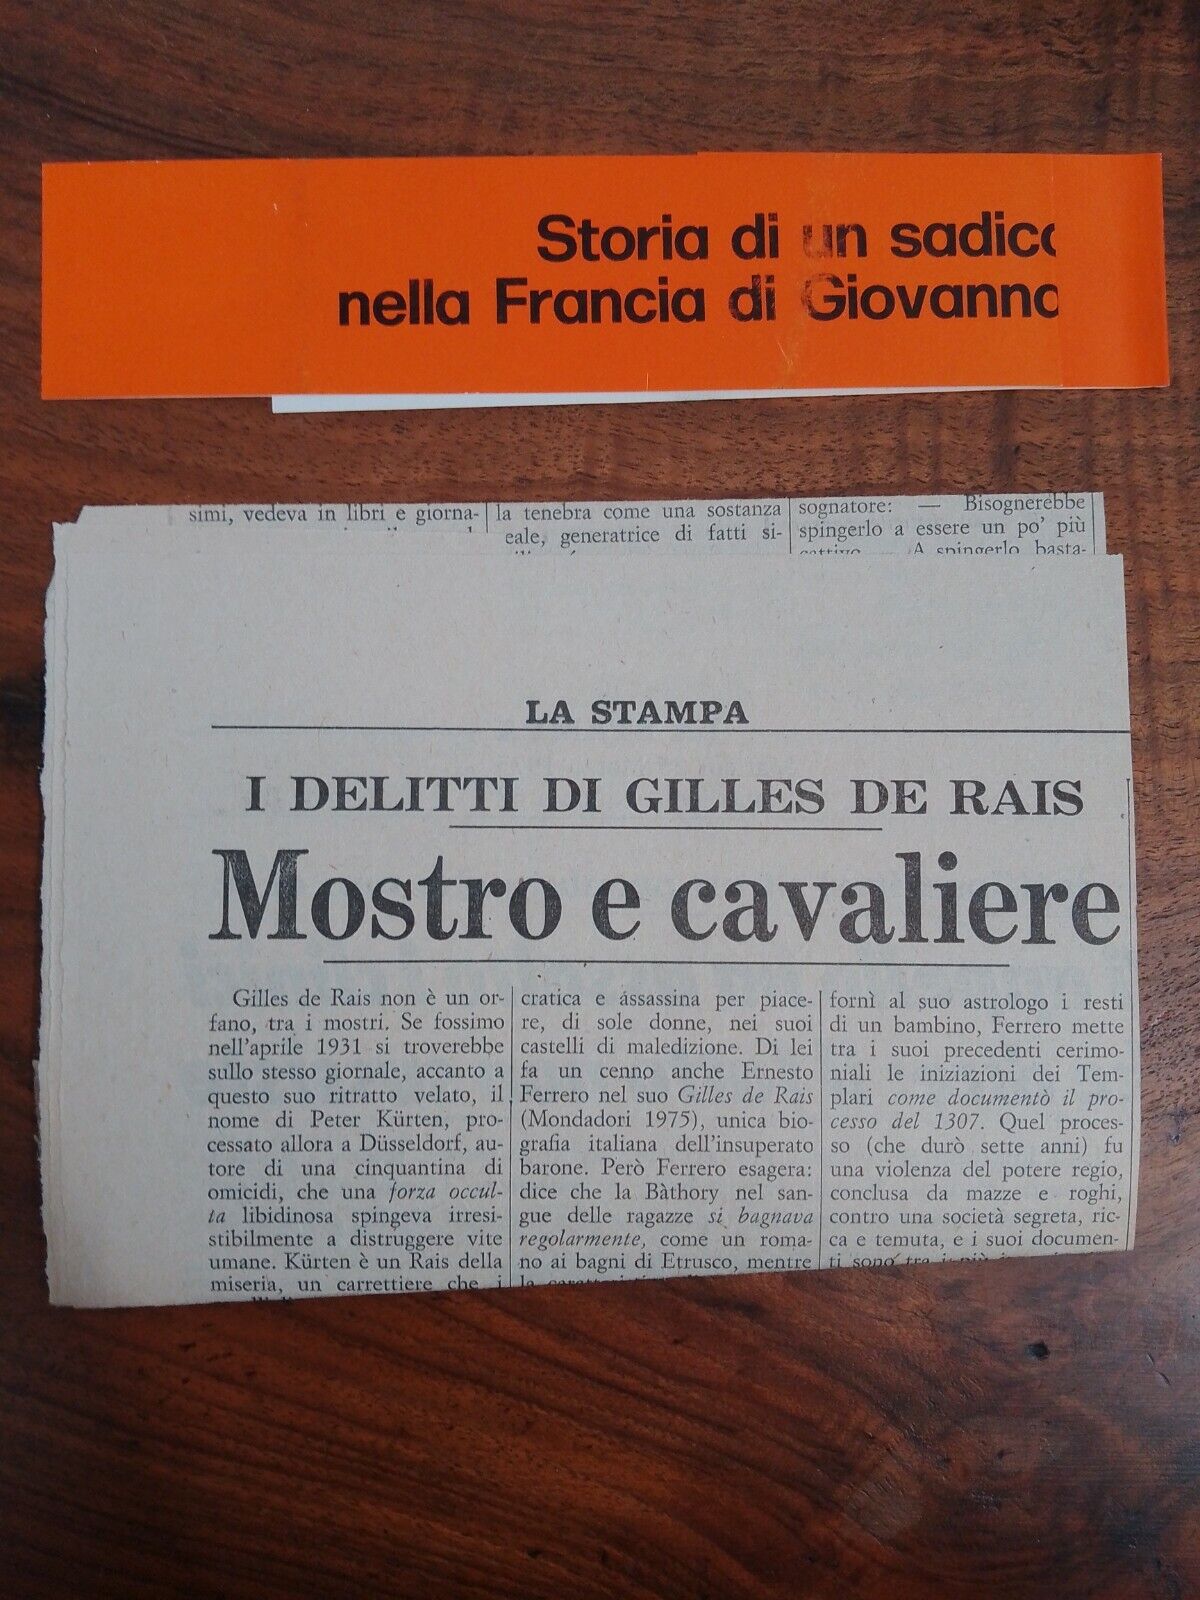 Storia di un sadico
nella Francia di Giovanna
simi, vedeva in libri e giorna-
la tenebra come una sostanza
eale, generatrice di fatti si-
sognatore: — Bisognerebbe
spingerlo a essere un po' più
cattivo. — A spingerlo basta-
LA STAMPA
I DELITTI DI GILLES DE RAIS
Mostro e cavaliere
Gilles de Rais non è un or-
fano, tra i mostri. Se fossimo
nell'aprile 1931 si troverebbe
sullo stesso giornale, accanto a
questo suo ritratto velato, il
nome di Peter Kürten, pro-
cessato allora a Düsseldorf, au-
tore di una cinquantina di
omicidi, che una forza occul-
ta libidinosa spingeva irresi-
stibilmente a distruggere vite
umane. Kürten è un Rais della
miseria, un carrettiere che i
cratica e assassina per piace-
re, di sole donne, nei suoi
castelli di maledizione. Di lei
fa un cenno anche Ernesto
Ferrero nel suo Gilles de Rais
(Mondadori 1975), unica bio-
grafia italiana dell'insuperato
barone. Però Ferrero esagera:
dice che la Bàthory nel san-
gue delle ragazze si bagnava
regolarmente, come un roma-
no ai bagni di Etrusco, mentre
fornì al suo astrologo i resti
di un bambino, Ferrero mette
tra i suoi precedenti cerimo-
niali le iniziazioni dei Tem-
plari come documentò il pro-
cesso del 1307. Quel proces-
so (che durò sette anni) fu
una violenza del potere regio,
conclusa da mazze e roghi,
contro una società segreta, ric-
ca e temuta, e i suoi documen-
ti sono tra i più